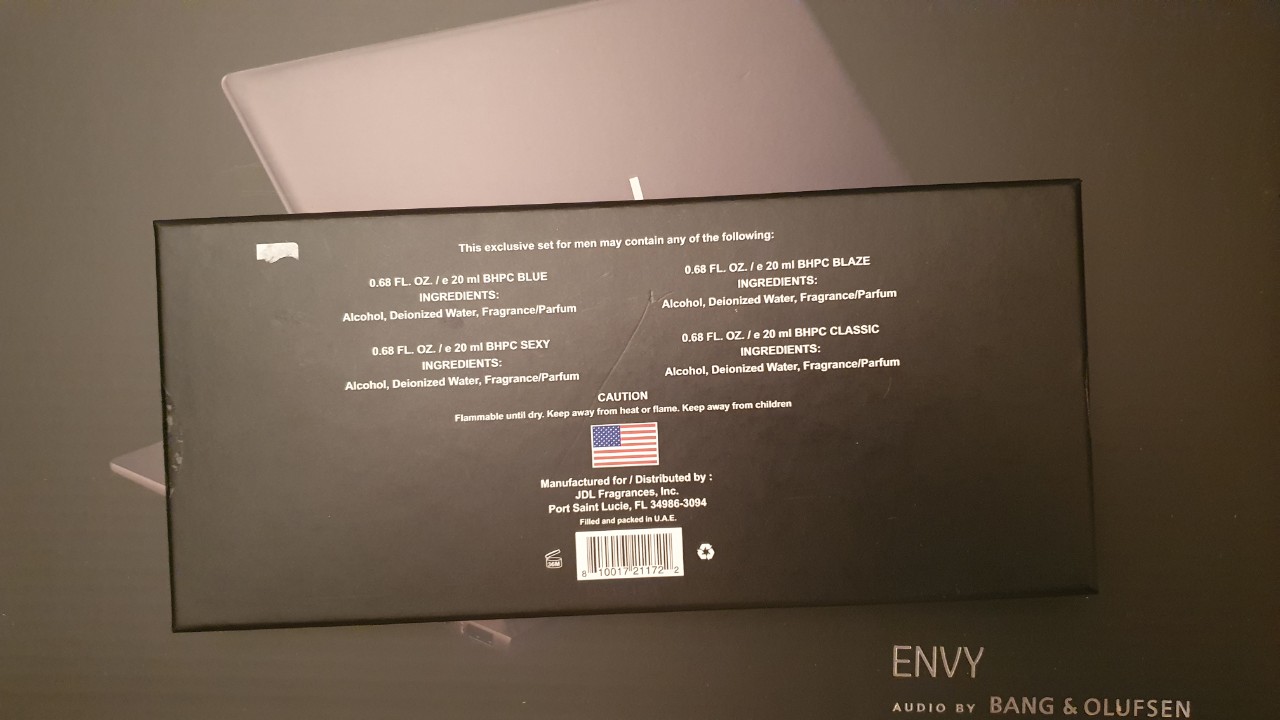 This exclusive set for men may contain any of the following:
0.68 FL. OZ. / e 20 ml BHPC BLUE
INGREDIENTS:
Alcohol, Deionized Water, Fragrance/Parfum
0.68 FL. OZ. / e 20 ml BHPC BLAZE
INGREDIENTS:
Alcohol, Deionized Water, Fragrance/Parfum
0.68 FL. OZ. / e 20 ml BHPC SEXY
INGREDIENTS:
Alcohol, Deionized Water, Fragrance/Parfum
0.68 FL. OZ. / e 20 ml BHPC CLASSIC
INGREDIENTS:
Alcohol, Deionized Water, Fragrance/Parfum
CAUTION
Flammable until dry. Keep away from heat or flame. Keep away from children
Manufactured for / Distributed by :
JDL Fragrances, Inc.
Port Saint Lucie, FL 34986-3094
Filled and packed in U.A.E.
36M
8 10017 21172 2
ENVY
AUDIO BY BANG & OLUFSEN